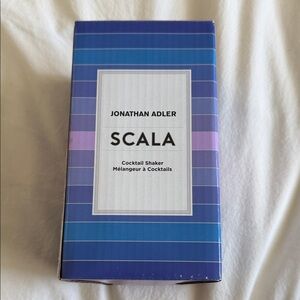 JONATHAN ADLER
SCALA
Cocktail Shaker
Mélangeur à Cocktails